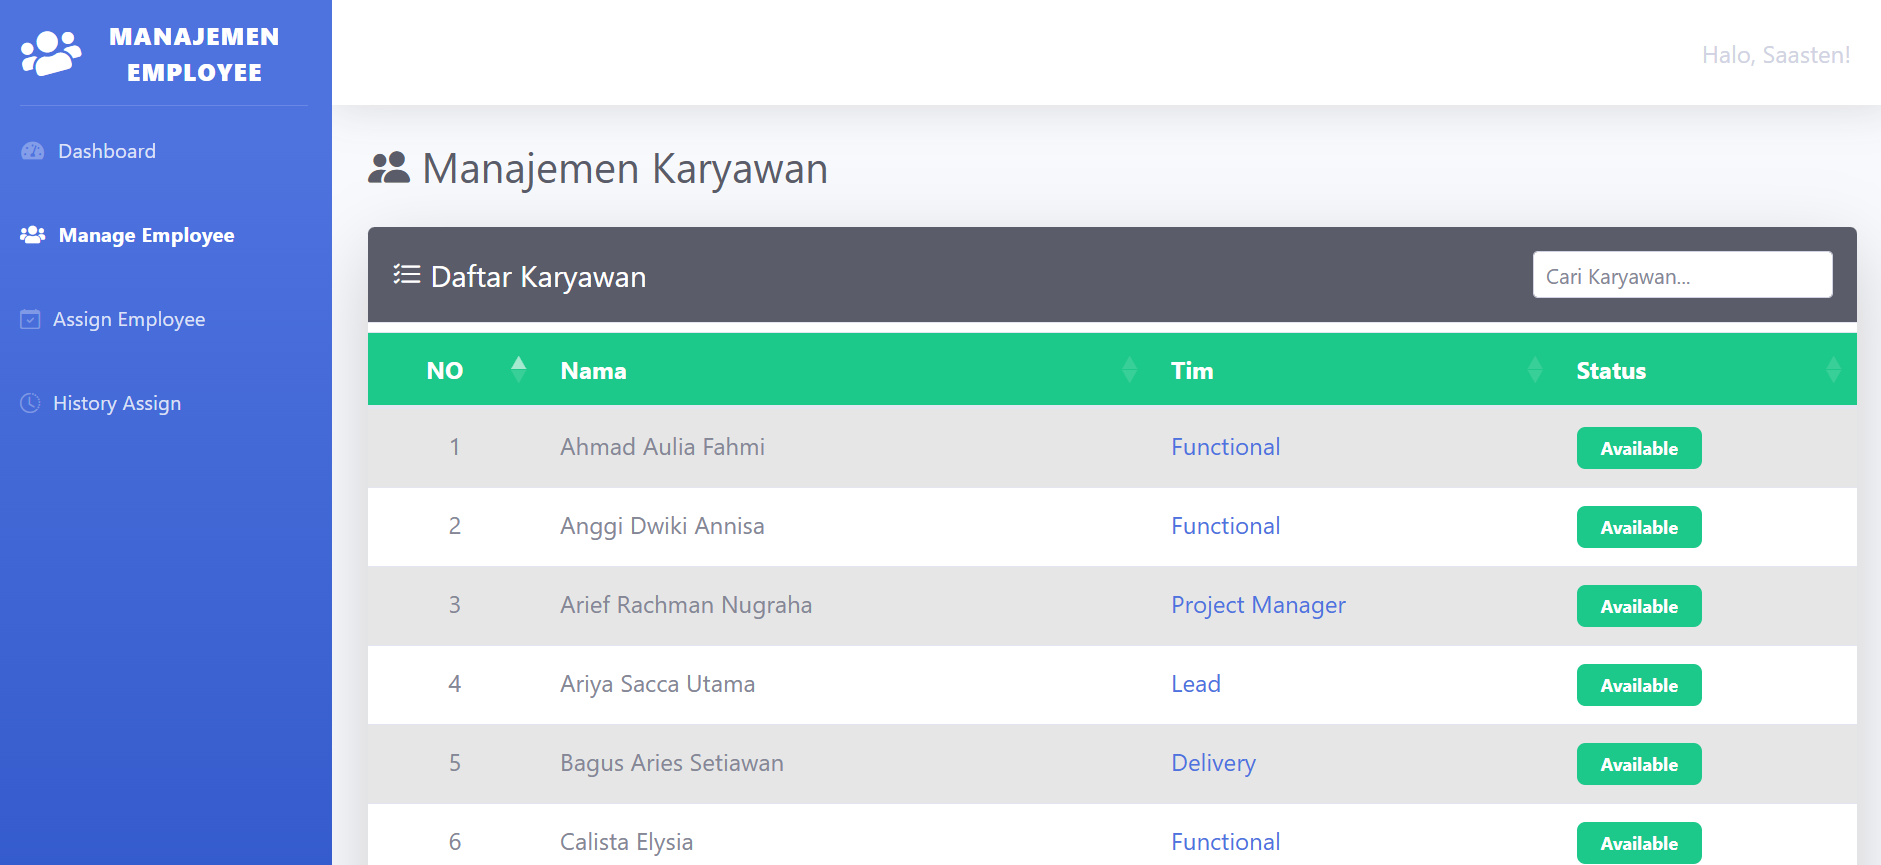 MANAJEMEN
EMPLOYEE
Halo, Saasten!
Dashboard
Manage Employee
Assign Employee
History Assign
Manajemen Karyawan
Daftar Karyawan
Cari Karyawan...
NO Nama Tim Status
1 Ahmad Aulia Fahmi Functional Available
2 Anggi Dwiki Annisa Functional Available
3 Arief Rachman Nugraha Project Manager Available
4 Ariya Sacca Utama Lead Available
5 Bagus Aries Setiawan Delivery Available
6 Calista Elysia Functional Available